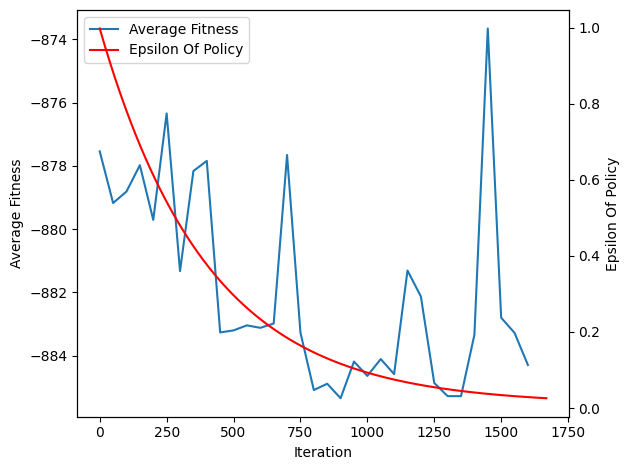 Average Fitness
Epsilon Of Policy
−874
−876
−878
−880
−882
−884
Average Fitness
1.0
0.8
0.6
0.4
0.2
0.0
Epsilon Of Policy
0 250 500 750 1000 1250 1500 1750
Iteration